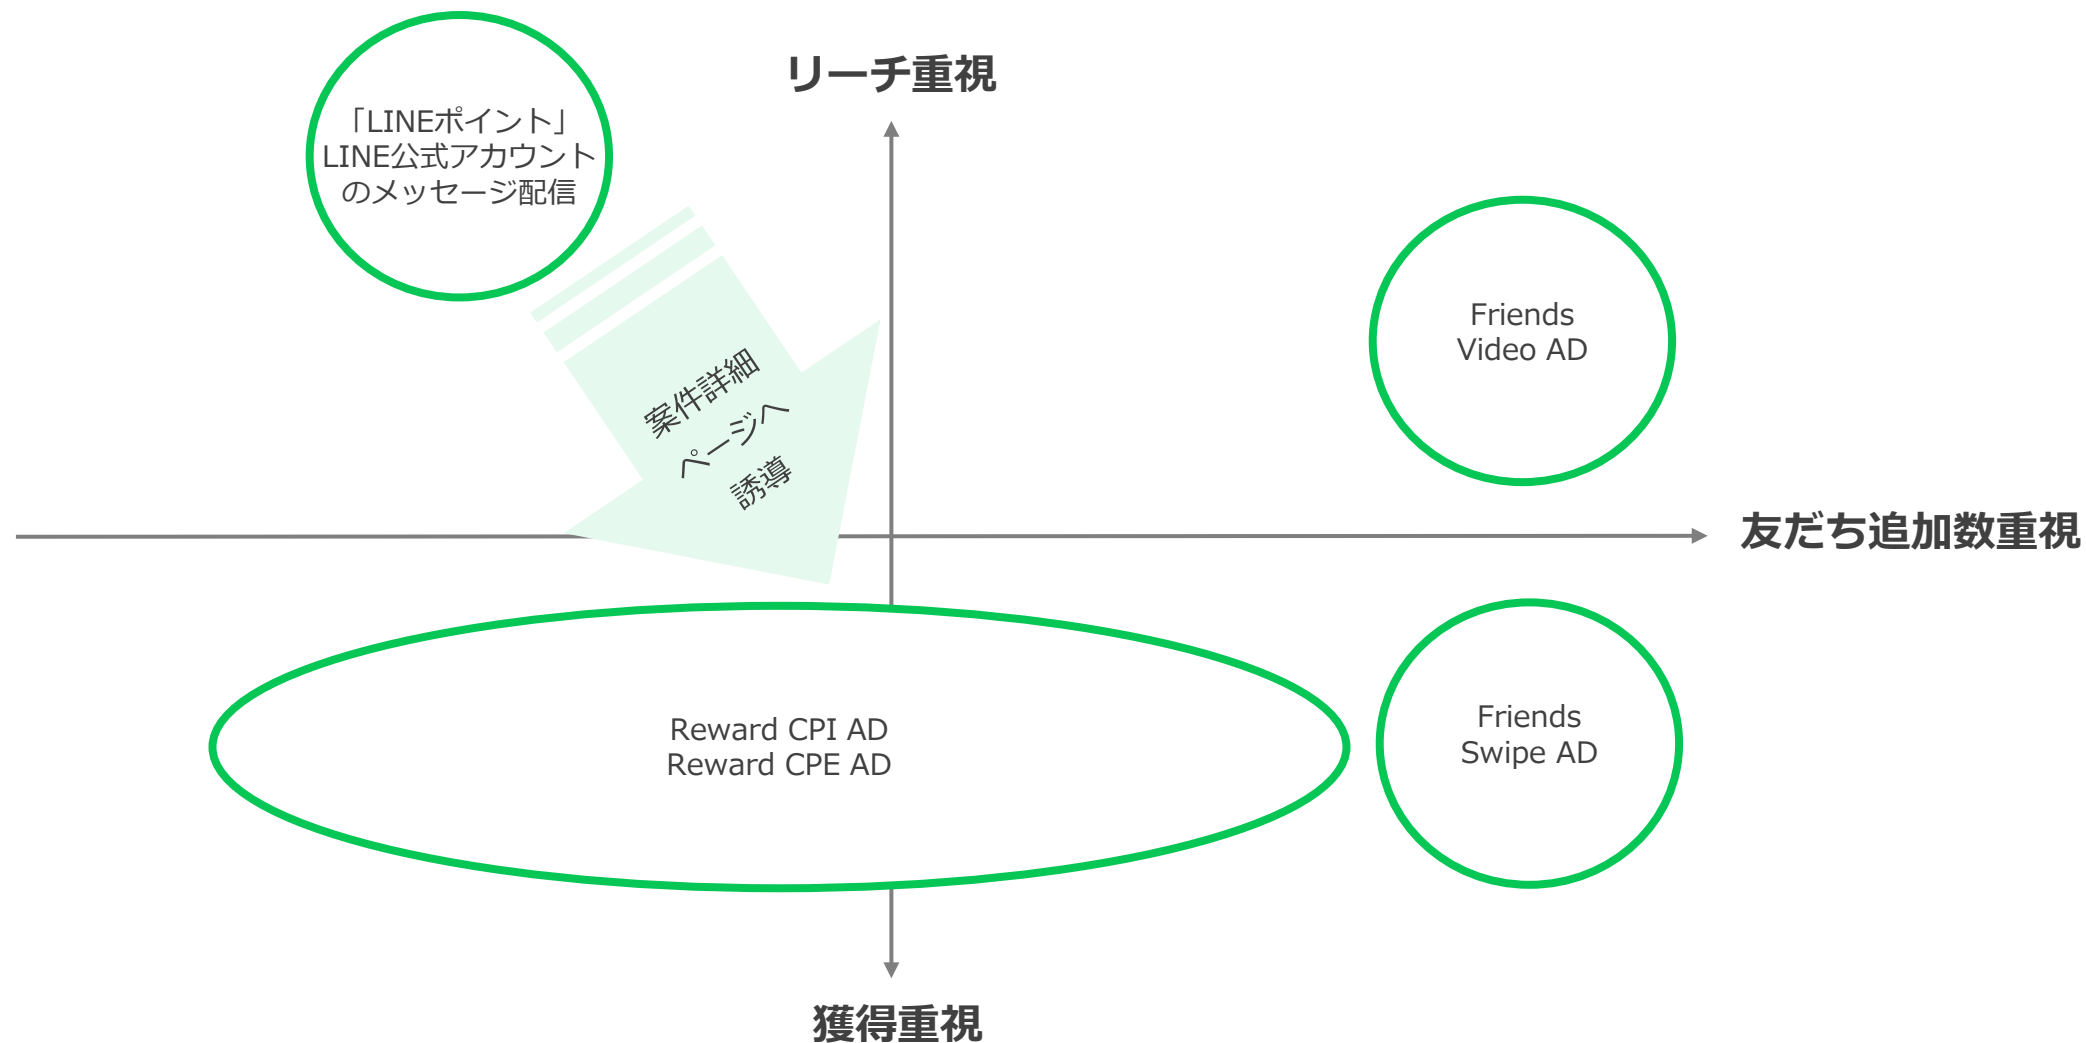 リーチ重視
「LINEポイント」
LINE公式アカウント
のメッセージ配信
案件詳細
ページへ
誘導
Friends
Video AD
友だち追加数重視
Reward CPI AD
Reward CPE AD
Friends
Swipe AD
獲得重視